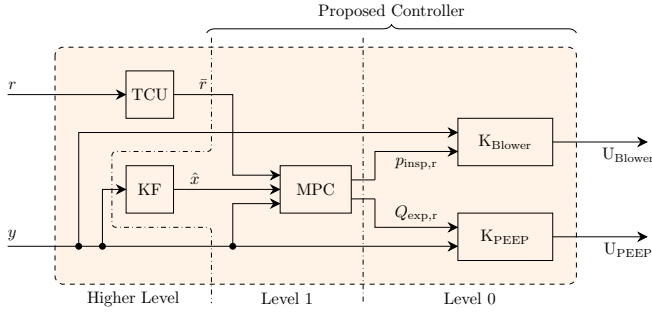 Proposed Controller
r
TCU
r̄
K_Blower
U_Blower
p_insp,r
KF
x̂
MPC
Q_exp,r
y
K_PEEP
U_PEEP
Higher Level
Level 1
Level 0